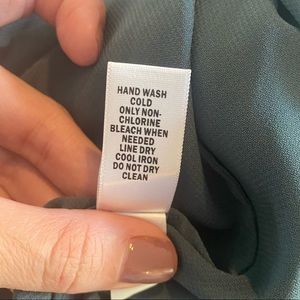 HAND WASH
COLD
ONLY NON-
CHLORINE
BLEACH WHEN
NEEDED
LINE DRY
COOL IRON
DO NOT DRY
CLEAN